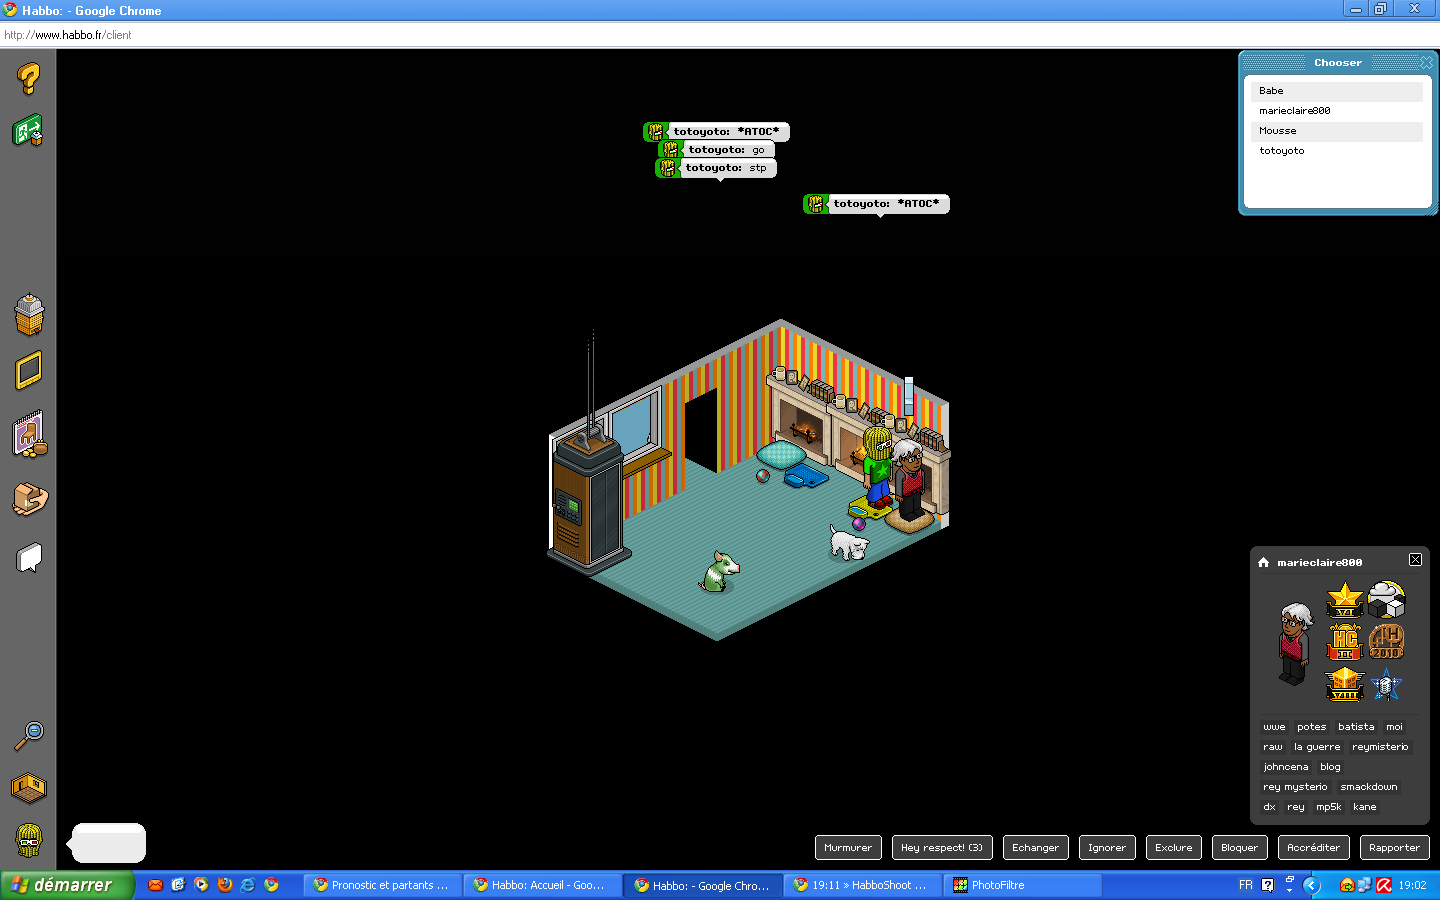 Habbo: - Google Chrome
http://www.habbo.fr/client
Chooser
Babe
marieclaire800
Mousse
totoyoto
totoyoto: *ATOC*
totoyoto: go
totoyoto: stp
totoyoto: *ATOC*
marieclaire800
HC
2010
wwe potes batista moi
raw la guerre reymisterio
johncena blog
rey mysterio smackdown
dx rey mp5k kane
Murmurer Hey respect! (3) Echanger Ignorer Exclure Bloquer Accréditer Rapporter
démarrer Pronostic et partants ... Habbo: Accueil - Goo... Habbo: - Google Chro... 19:11 » HabboShoot ... PhotoFiltre FR 19:02